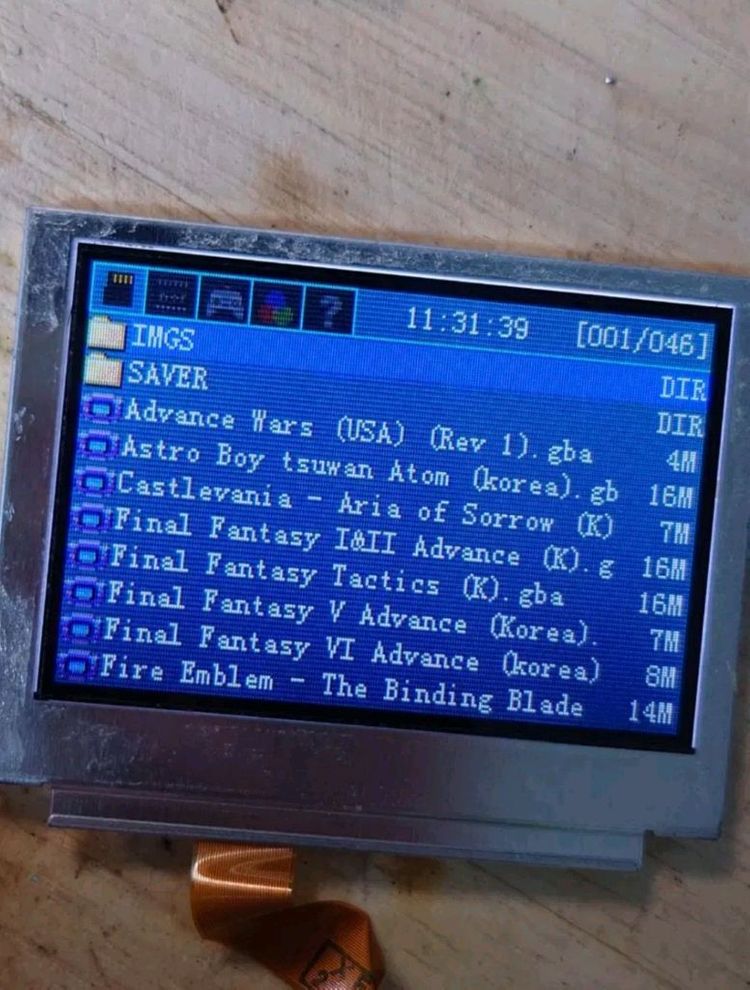 11:31:39 [001/046]
IMGS DIR
SAVER DIR
Advance Wars (USA) (Rev 1).gba 4M
Astro Boy tsuwan Atom (korea).gb 16M
Castlevania - Aria of Sorrow (K) 7M
Final Fantasy I&II Advance (K).g 16M
Final Fantasy Tactics (K).gba 16M
Final Fantasy V Advance (Korea). 7M
Final Fantasy VI Advance (korea) 8M
Fire Emblem - The Binding Blade 14M